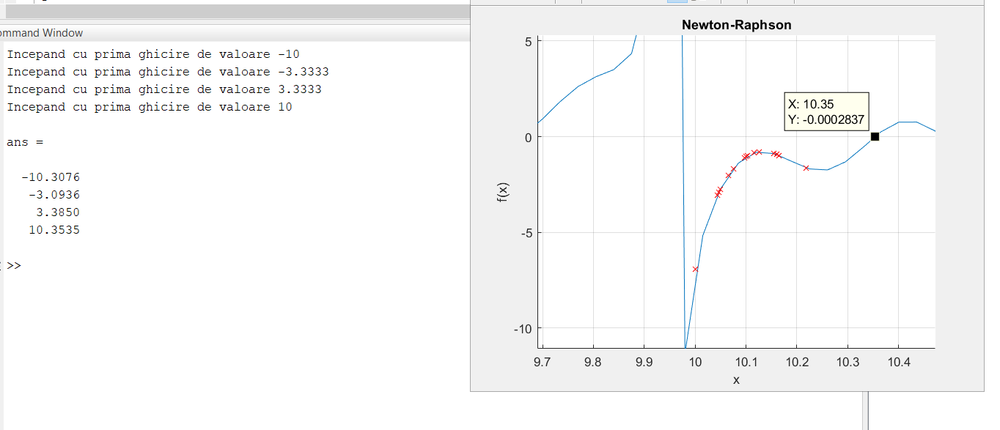 ommand Window
Incepand cu prima ghicire de valoare -10
Incepand cu prima ghicire de valoare -3.3333
Incepand cu prima ghicire de valoare 3.3333
Incepand cu prima ghicire de valoare 10
ans =
-10.3076
-3.0936
3.3850
10.3535
>>
Newton-Raphson
X: 10.35
Y: -0.0002837
5
0
-5
-10
f(x)
9.7 9.8 9.9 10 10.1 10.2 10.3 10.4
x